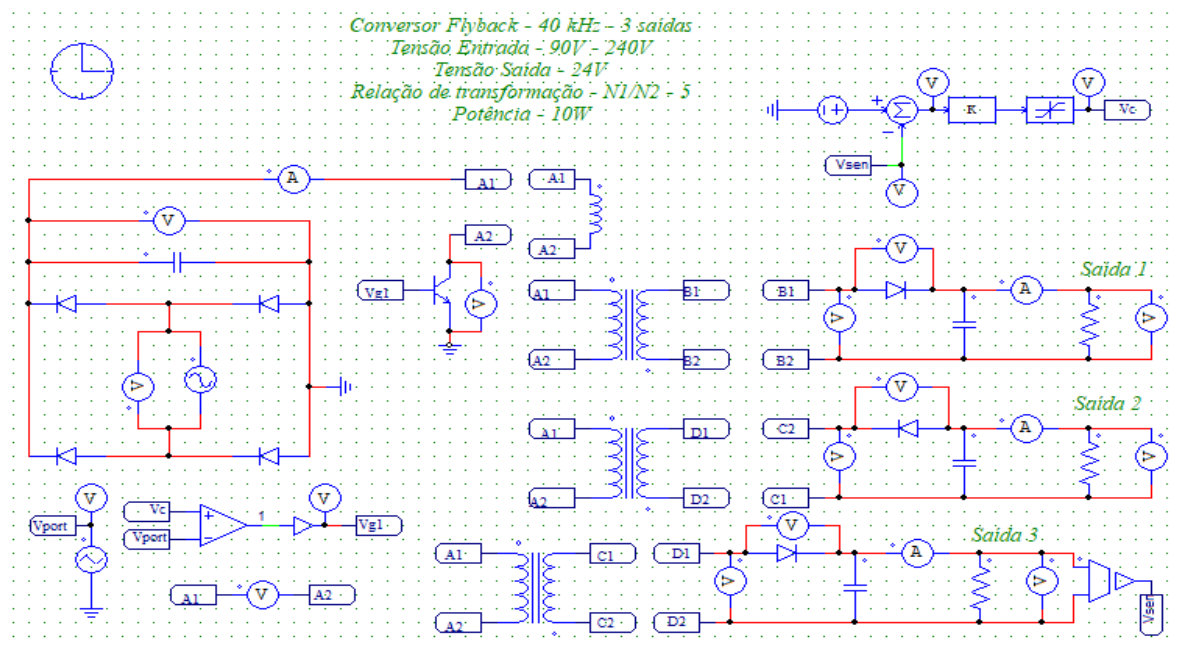 Conversor Flyback - 40 kHz - 3 saídas
Tensão Entrada - 90V - 240V
Tensão Saída - 24V
Relação de transformação - N1/N2 - 5
Potência - 10W
V V
K Vc
Vsen
V
A A1 A1
V
A2 A2
V
Vg1 V A1 B1 B1 V A V Saída 1
A2 B2 B2
V
V
A1 D1 C2 V A V Saída 2
A2 D2 C1
V V
Vport Vc 1 Vg1
Vport
V Saída 3
A1 C1 D1 A
V V
A1 V A2
A2 C2 D2 Vsen